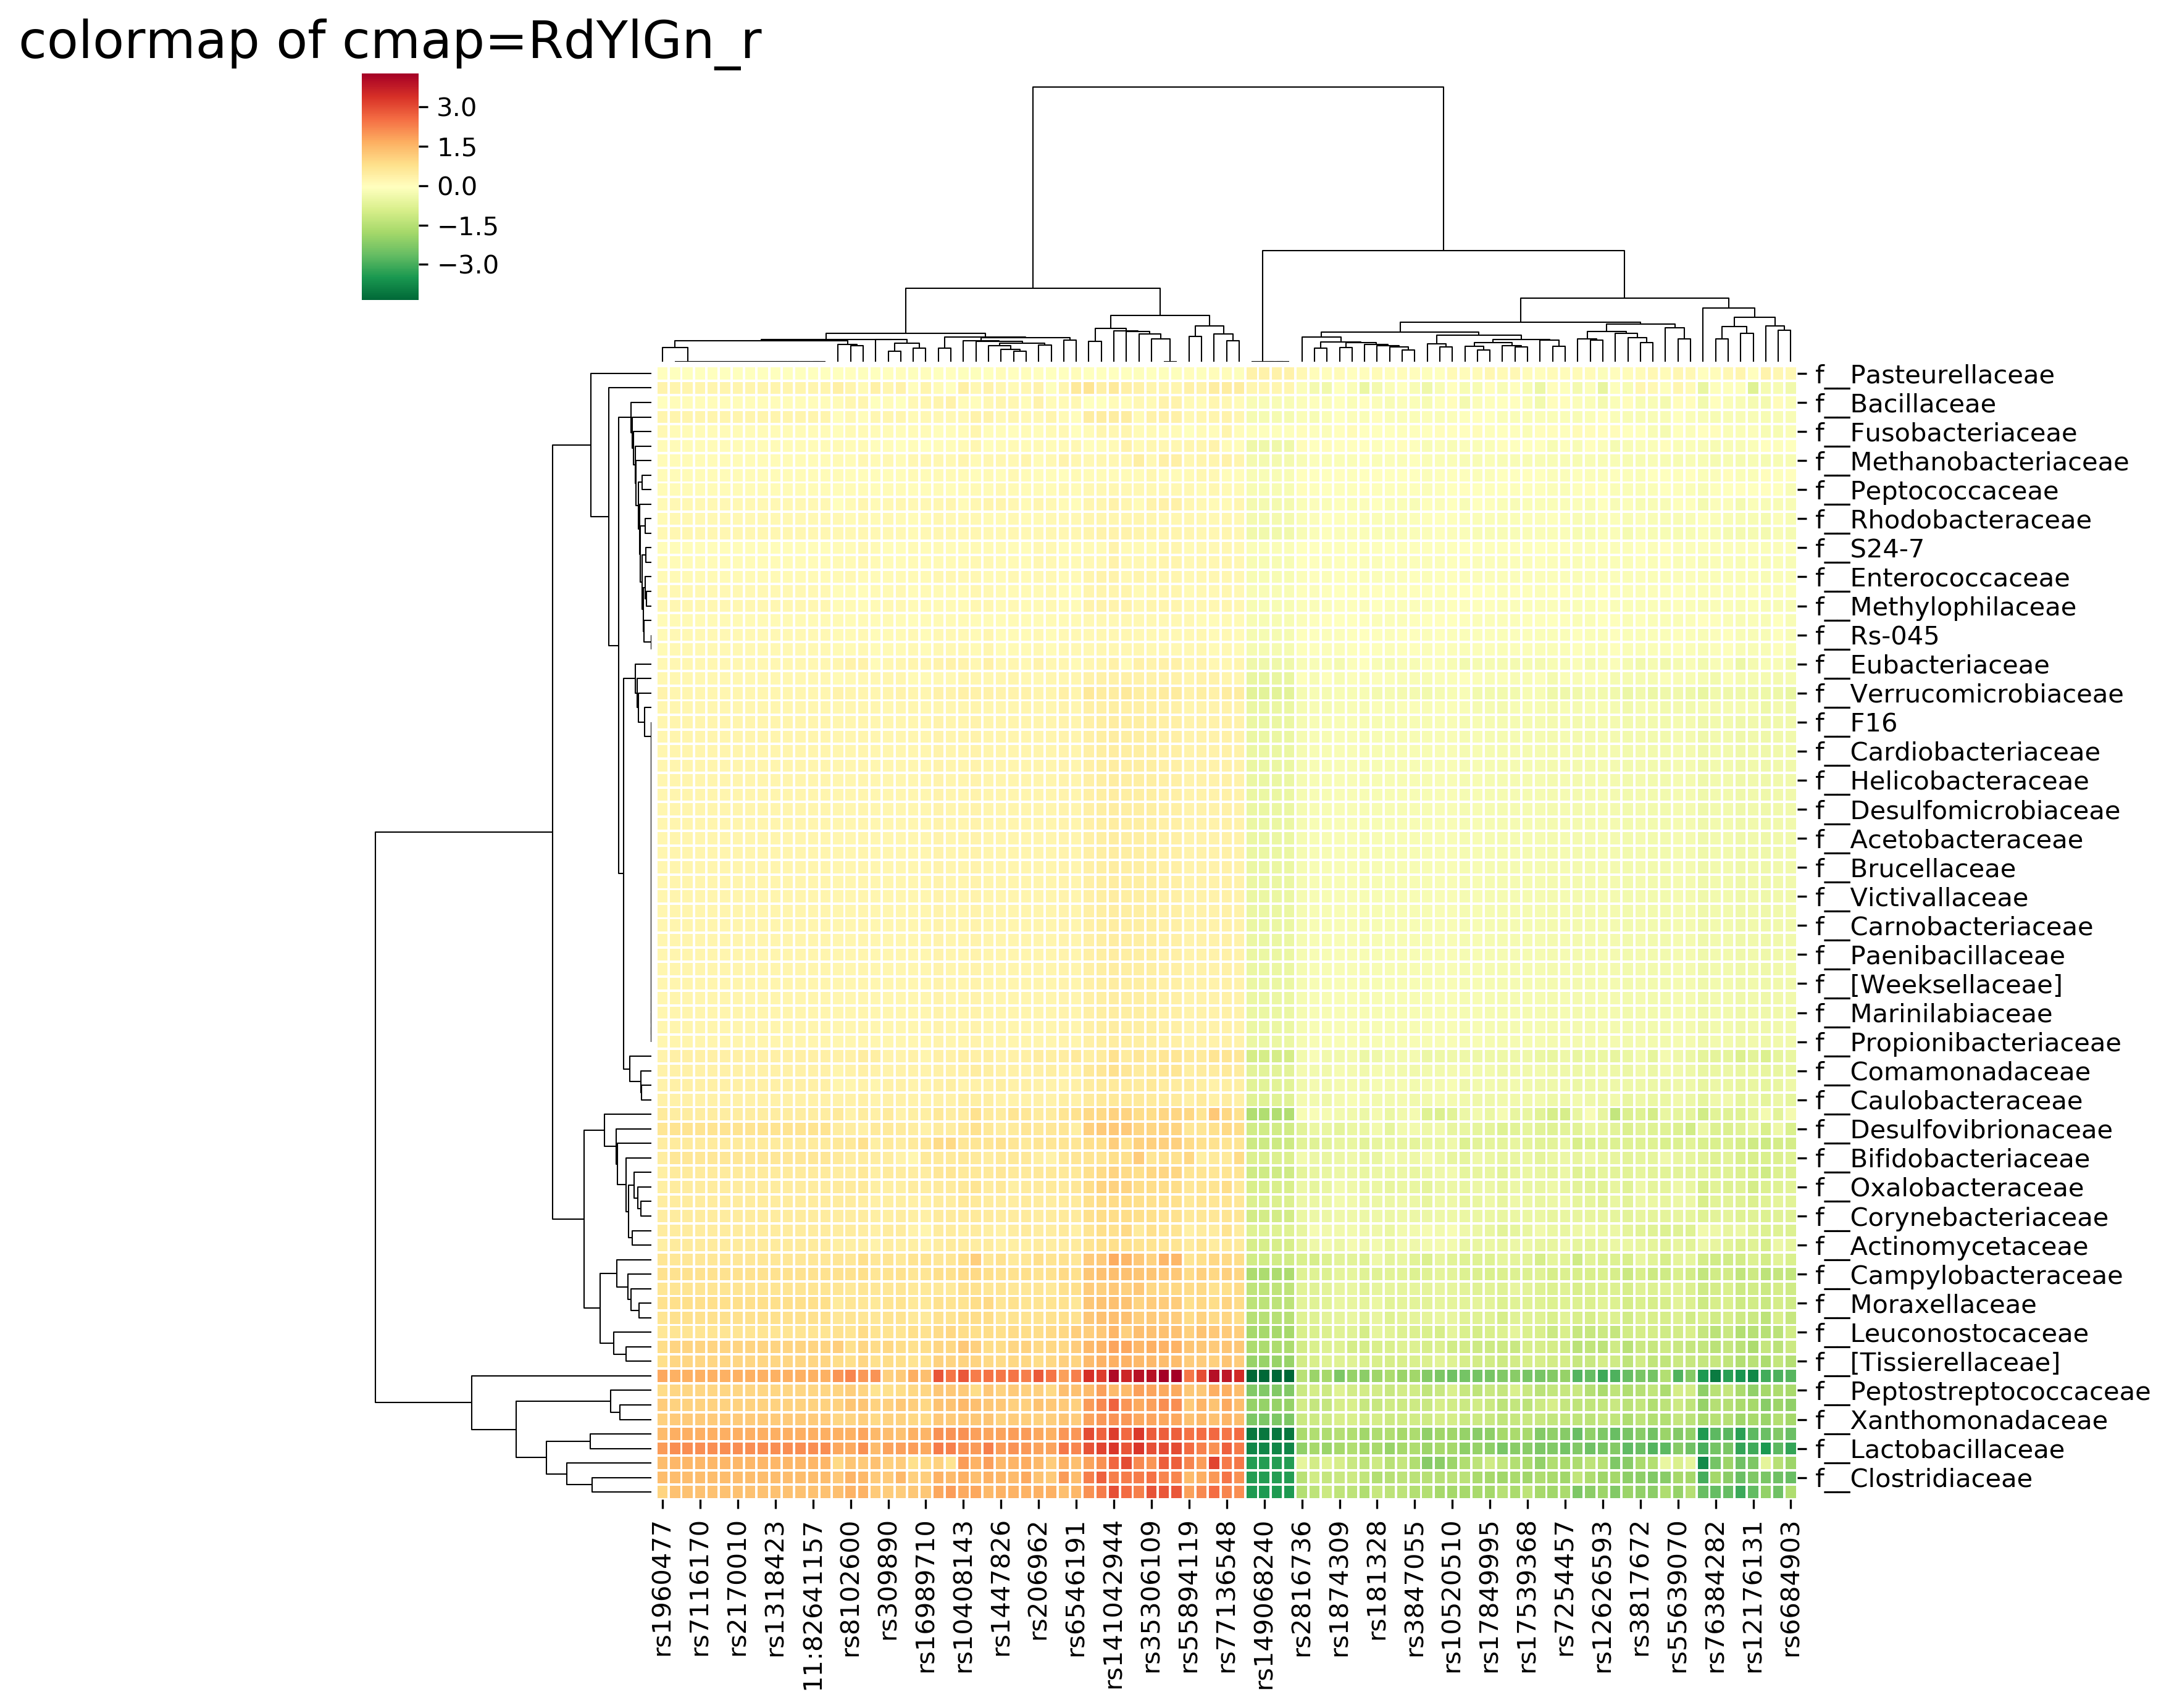 colormap of cmap=RdYlGn_r
3.0
1.5
0.0
−1.5
−3.0
f__Pasteurellaceae
f__Bacillaceae
f__Fusobacteriaceae
f__Methanobacteriaceae
f__Peptococcaceae
f__Rhodobacteraceae
f__S24-7
f__Enterococcaceae
f__Methylophilaceae
f__Rs-045
f__Eubacteriaceae
f__Verrucomicrobiaceae
f__F16
f__Cardiobacteriaceae
f__Helicobacteraceae
f__Desulfomicrobiaceae
f__Acetobacteraceae
f__Brucellaceae
f__Victivallaceae
f__Carnobacteriaceae
f__Paenibacillaceae
f__[Weeksellaceae]
f__Marinilabiaceae
f__Propionibacteriaceae
f__Comamonadaceae
f__Caulobacteraceae
f__Desulfovibrionaceae
f__Bifidobacteriaceae
f__Oxalobacteraceae
f__Corynebacteriaceae
f__Actinomycetaceae
f__Campylobacteraceae
f__Moraxellaceae
f__Leuconostocaceae
f__[Tissierellaceae]
f__Peptostreptococcaceae
f__Xanthomonadaceae
f__Lactobacillaceae
f__Clostridiaceae
rs1960477
rs7116170
rs2170010
rs1318423
11:82641157
rs8102600
rs309890
rs16989710
rs10408143
rs1447826
rs206962
rs6546191
rs141042944
rs35306109
rs55894119
rs77136548
rs149068240
rs2816736
rs1874309
rs181328
rs3847055
rs10520510
rs17849995
rs17539368
rs7254457
rs12626593
rs3817672
rs55639070
rs76384282
rs12176131
rs6684903